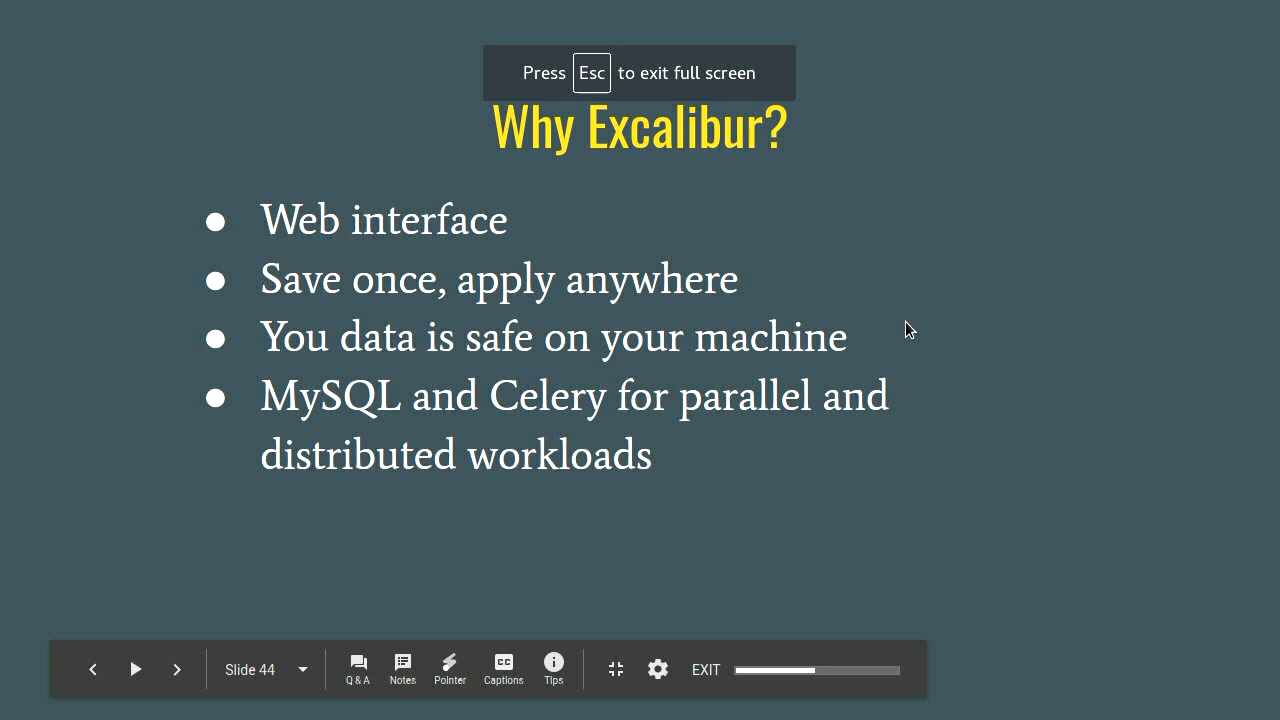 Press Esc to exit full screen
Why Excalibur?
● Web interface
● Save once, apply anywhere
● You data is safe on your machine
● MySQL and Celery for parallel and
distributed workloads
Slide 44
Q & A
Notes
Pointer
CC
Captions
Tips
EXIT